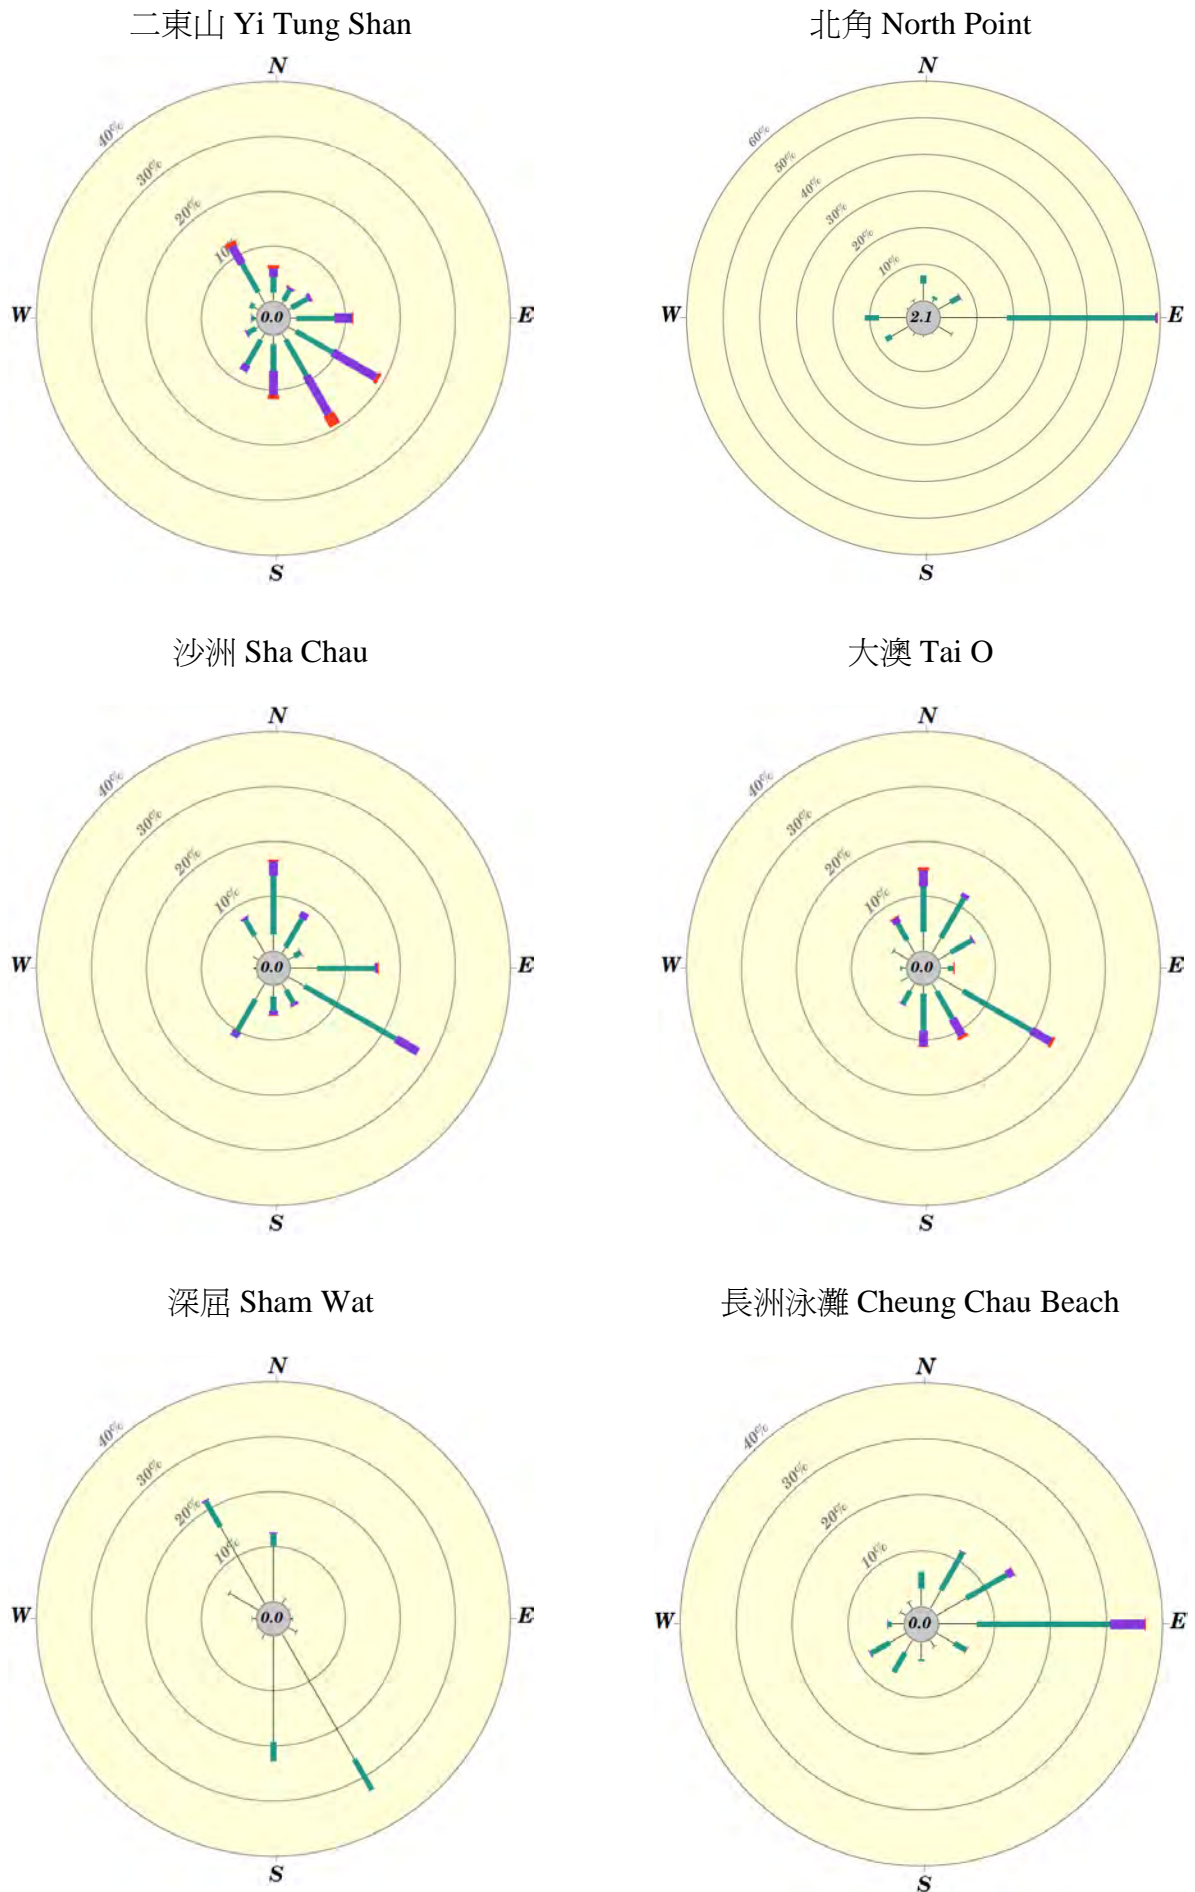 二東山 Yi Tung Shan
N
40%
30%
20%
10%
W
0.0
E
S
北角 North Point
N
60%
50%
40%
30%
20%
10%
W
2.1
E
S
沙洲 Sha Chau
N
40%
30%
20%
10%
W
0.0
E
S
大澳 Tai O
N
40%
30%
20%
10%
W
0.0
E
S
深屈 Sham Wat
N
40%
30%
20%
10%
W
0.0
E
S
長洲泳灘 Cheung Chau Beach
N
40%
30%
20%
10%
W
0.0
E
S